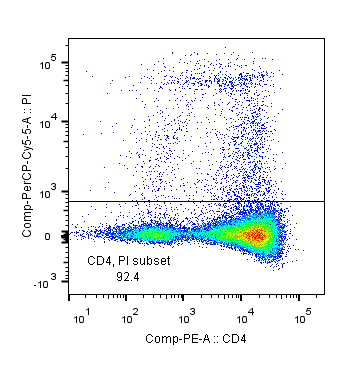 10^5
10^4
10^3
0
-10^3
Comp-PerCP-Cy5-5-A :: PI
CD4, PI subset
92.4
10^1 10^2 10^3 10^4 10^5
Comp-PE-A :: CD4